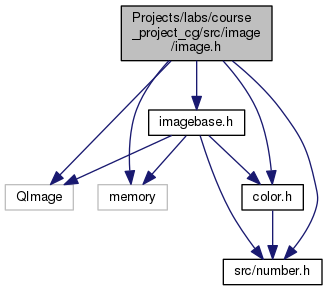 Projects/labs/course
_project_cg/src/image
/image.h
imagebase.h
QImage
memory
color.h
src/number.h